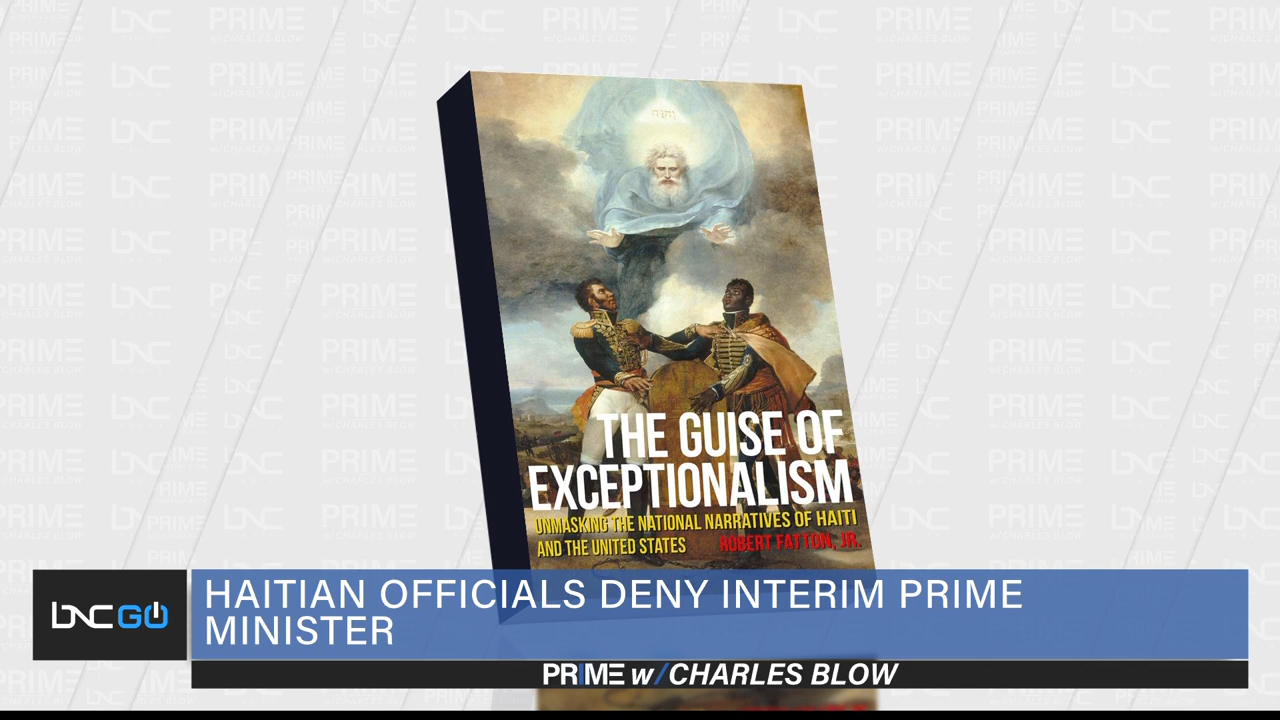 THE GUISE OF
EXCEPTIONALISM
UNMASKING THE NATIONAL NARRATIVES OF HAITI
AND THE UNITED STATES
ROBERT FATTON, JR.
BNC GO
HAITIAN OFFICIALS DENY INTERIM PRIME
MINISTER
PRIME w/CHARLES BLOW